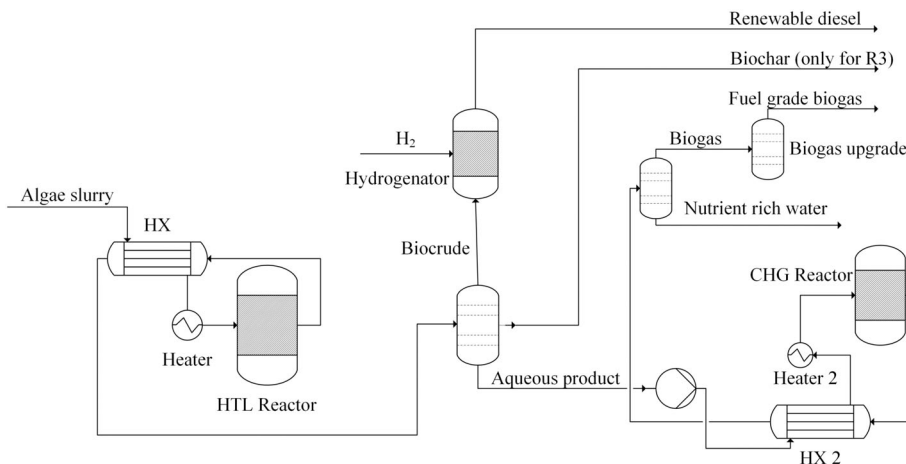 Renewable diesel
Biochar (only for R3)
Fuel grade biogas
H₂
Biogas
Biogas upgrade
Hydrogenator
Algae slurry
Nutrient rich water
HX
Biocrude
CHG Reactor
Heater
Heater 2
Aqueous product
HTL Reactor
HX 2